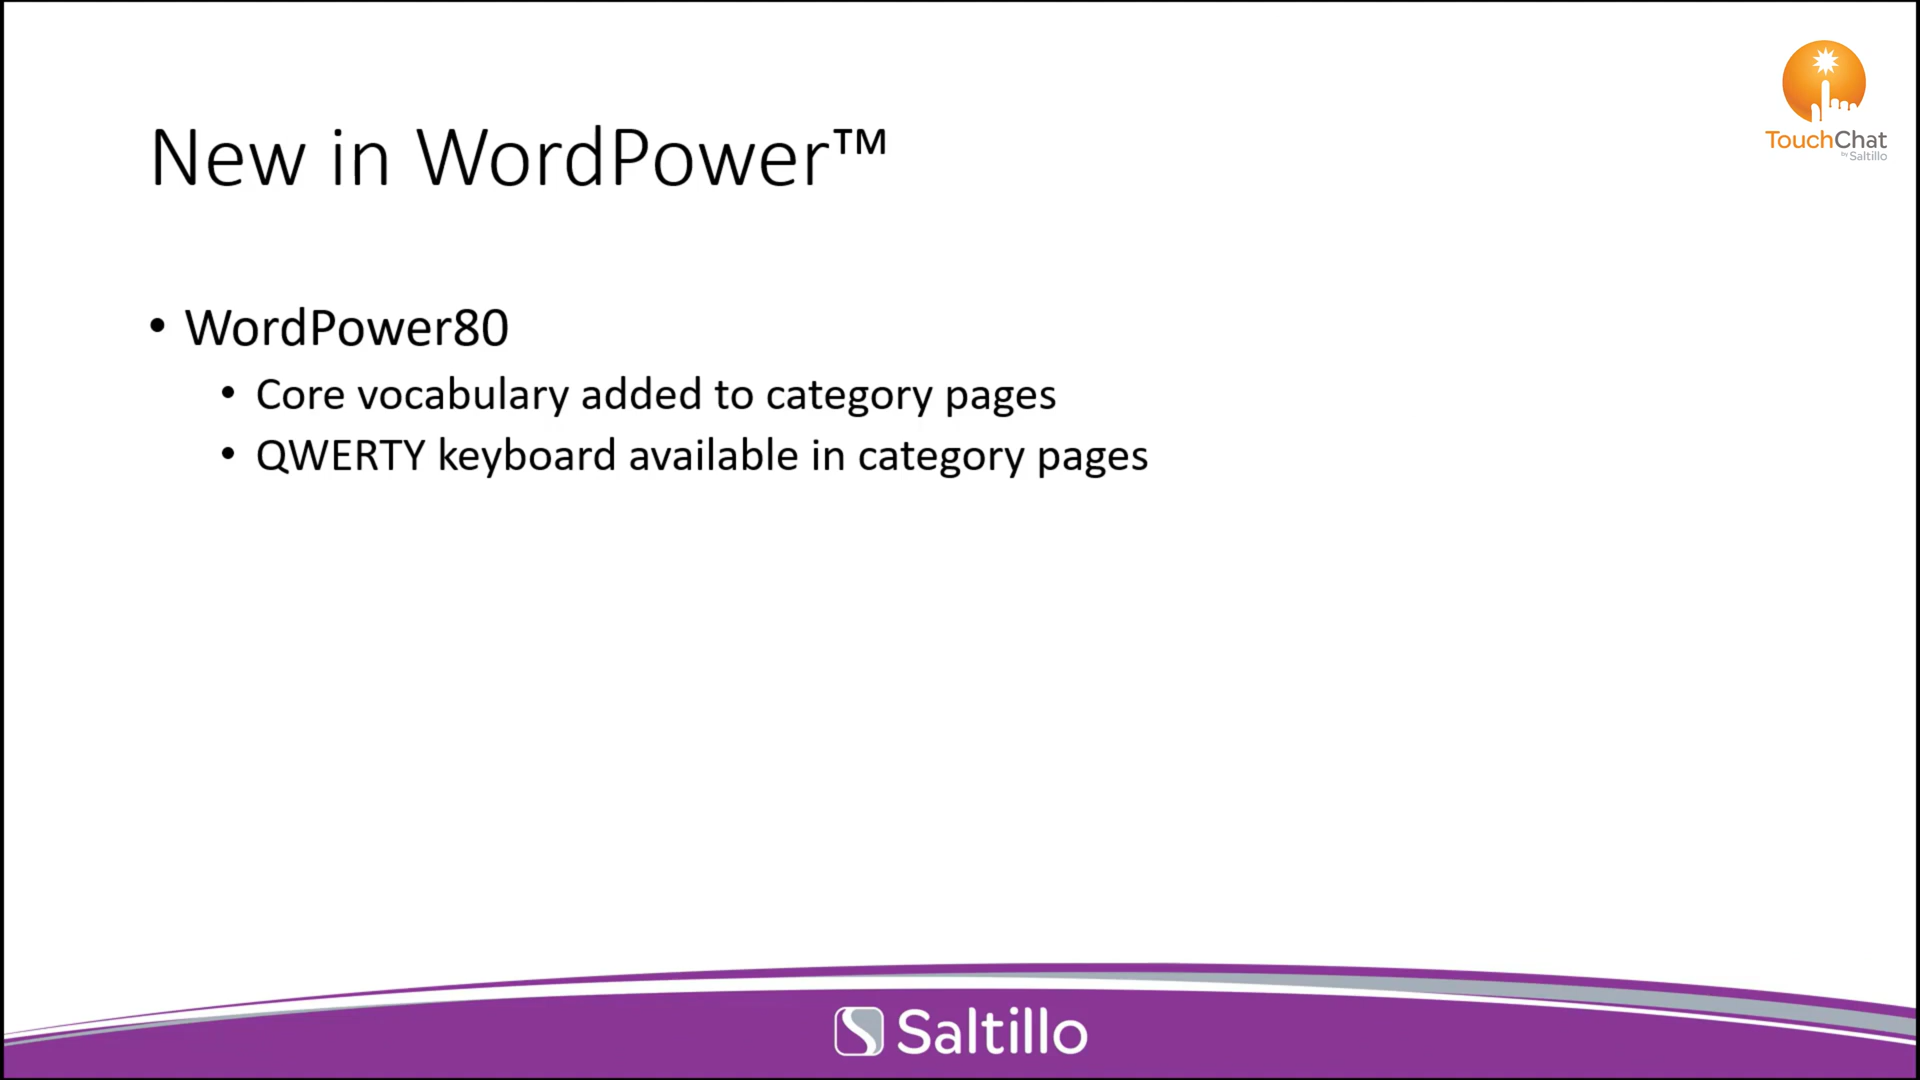 TouchChat
by Saltillo
New in WordPower™
• WordPower80
• Core vocabulary added to category pages
• QWERTY keyboard available in category pages
Saltillo